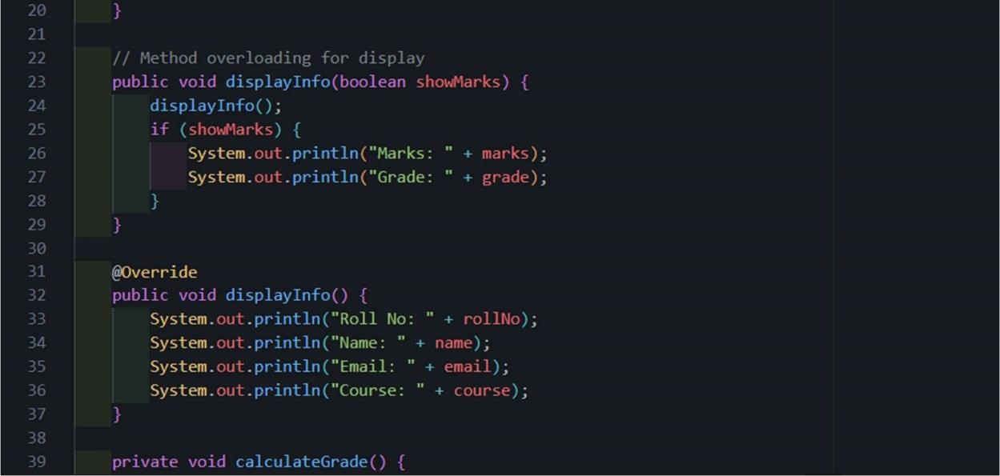 20 }
21
22 // Method overloading for display
23 public void displayInfo(boolean showMarks) {
24 displayInfo();
25 if (showMarks) {
26 System.out.println("Marks: " + marks);
27 System.out.println("Grade: " + grade);
28 }
29 }
30
31 @Override
32 public void displayInfo() {
33 System.out.println("Roll No: " + rollNo);
34 System.out.println("Name: " + name);
35 System.out.println("Email: " + email);
36 System.out.println("Course: " + course);
37 }
38
39 private void calculateGrade() {